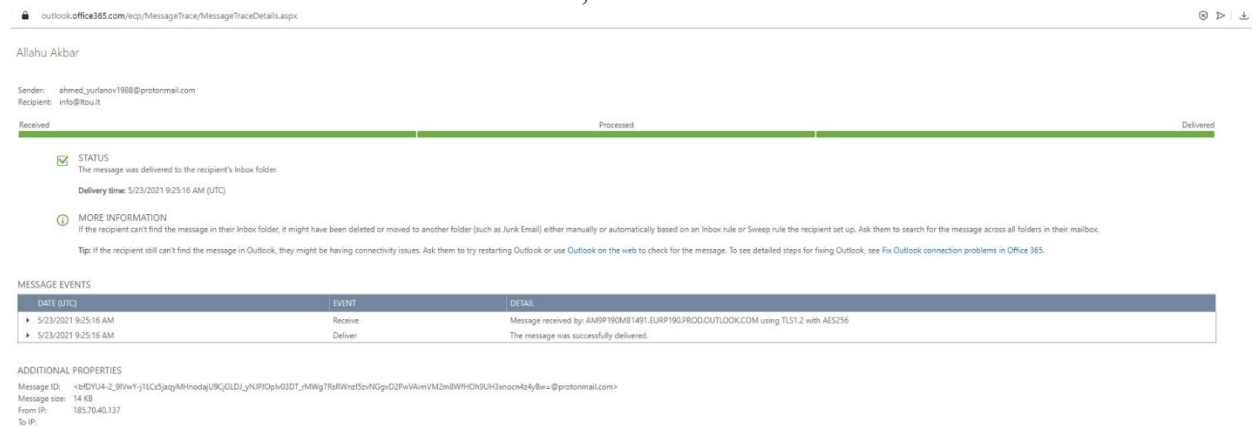 outlook.office365.com/ecp/MessageTrace/MessageTraceDetails.aspx
Allahu Akbar
Sender: ahmed_yurlanov1988@protonmail.com
Recipient: info@ltou.lt
Received Processed Delivered
STATUS
The message was delivered to the recipient's Inbox folder.
Delivery time: 5/23/2021 9:25:16 AM (UTC)
MORE INFORMATION
If the recipient can't find the message in their Inbox folder, it might have been deleted or moved to another folder (such as Junk Email) either manually or automatically based on an Inbox rule or Sweep rule the recipient set up. Ask them to search for the message across all folders in their mailbox.
Tip: If the recipient still can't find the message in Outlook, they might be having connectivity issues. Ask them to try restarting Outlook or use Outlook on the web to check for the message. To see detailed steps for fixing Outlook, see Fix Outlook connection problems in Office 365.
MESSAGE EVENTS
DATE (UTC) EVENT DETAIL
5/23/2021 9:25:16 AM Receive Message received by: AM9P190MB1491.EURP190.PROD.OUTLOOK.COM using TLS1.2 with AES256
5/23/2021 9:25:16 AM Deliver The message was successfully delivered.
ADDITIONAL PROPERTIES
Message ID:
Message size: 14 KB
From IP: 185.70.40.137
To IP: